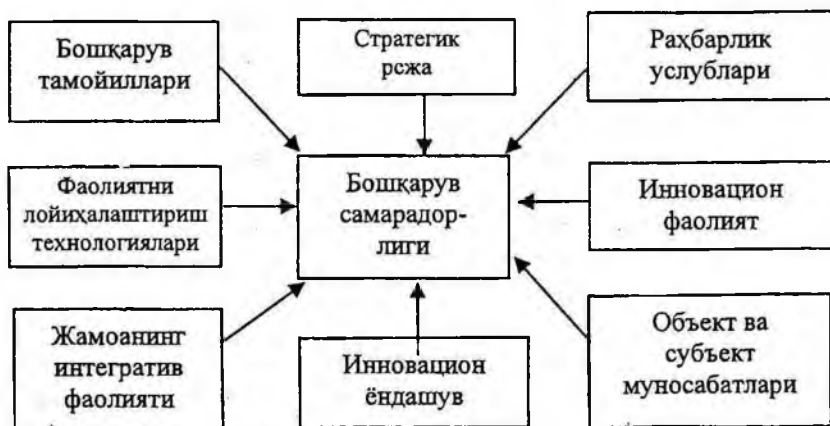 Бошқарув
тамойиллари
Стратегик
рсжа
Раҳбарлик
услублари
Фаолиятни
лойиҳалаштириш
технологиялари
Бошқарув
самарадор-
лиги
Инновацион
фаолият
Жамоанинг
интегратив
фаолияти
Инновацион
ёндашув
Объект ва
субъект
муносабатлари